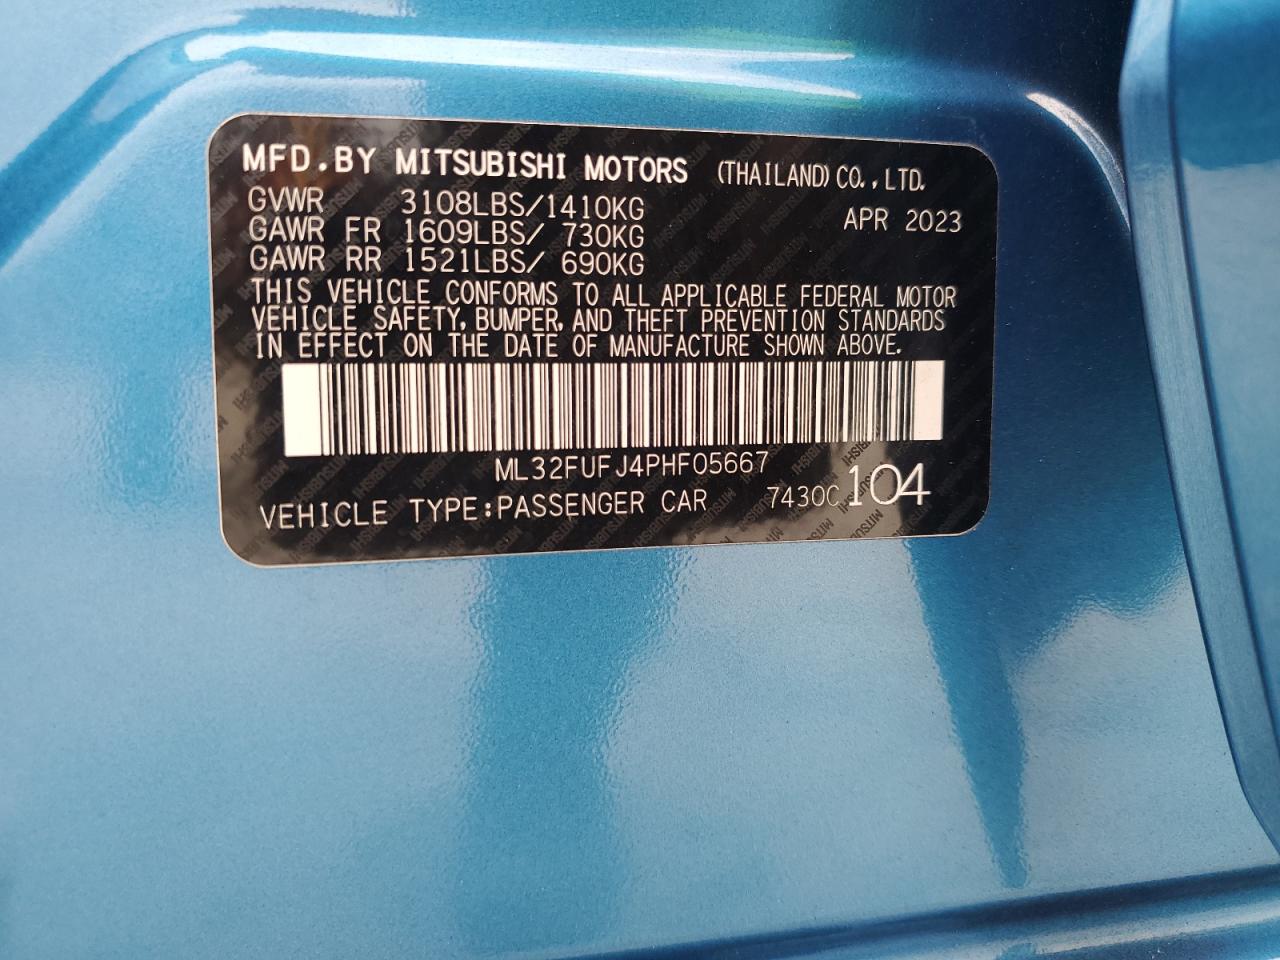 MFD.BY MITSUBISHI MOTORS (THAILAND) CO.,LTD.
GVWR 3108LBS/1410KG APR 2023
GAWR FR 1609LBS/ 730KG
GAWR RR 1521LBS/ 690KG
THIS VEHICLE CONFORMS TO ALL APPLICABLE FEDERAL MOTOR
VEHICLE SAFETY, BUMPER, AND THEFT PREVENTION STANDARDS
IN EFFECT ON THE DATE OF MANUFACTURE SHOWN ABOVE.
ML32FUFJ4PHF05667
VEHICLE TYPE:PASSENGER CAR 7430C104